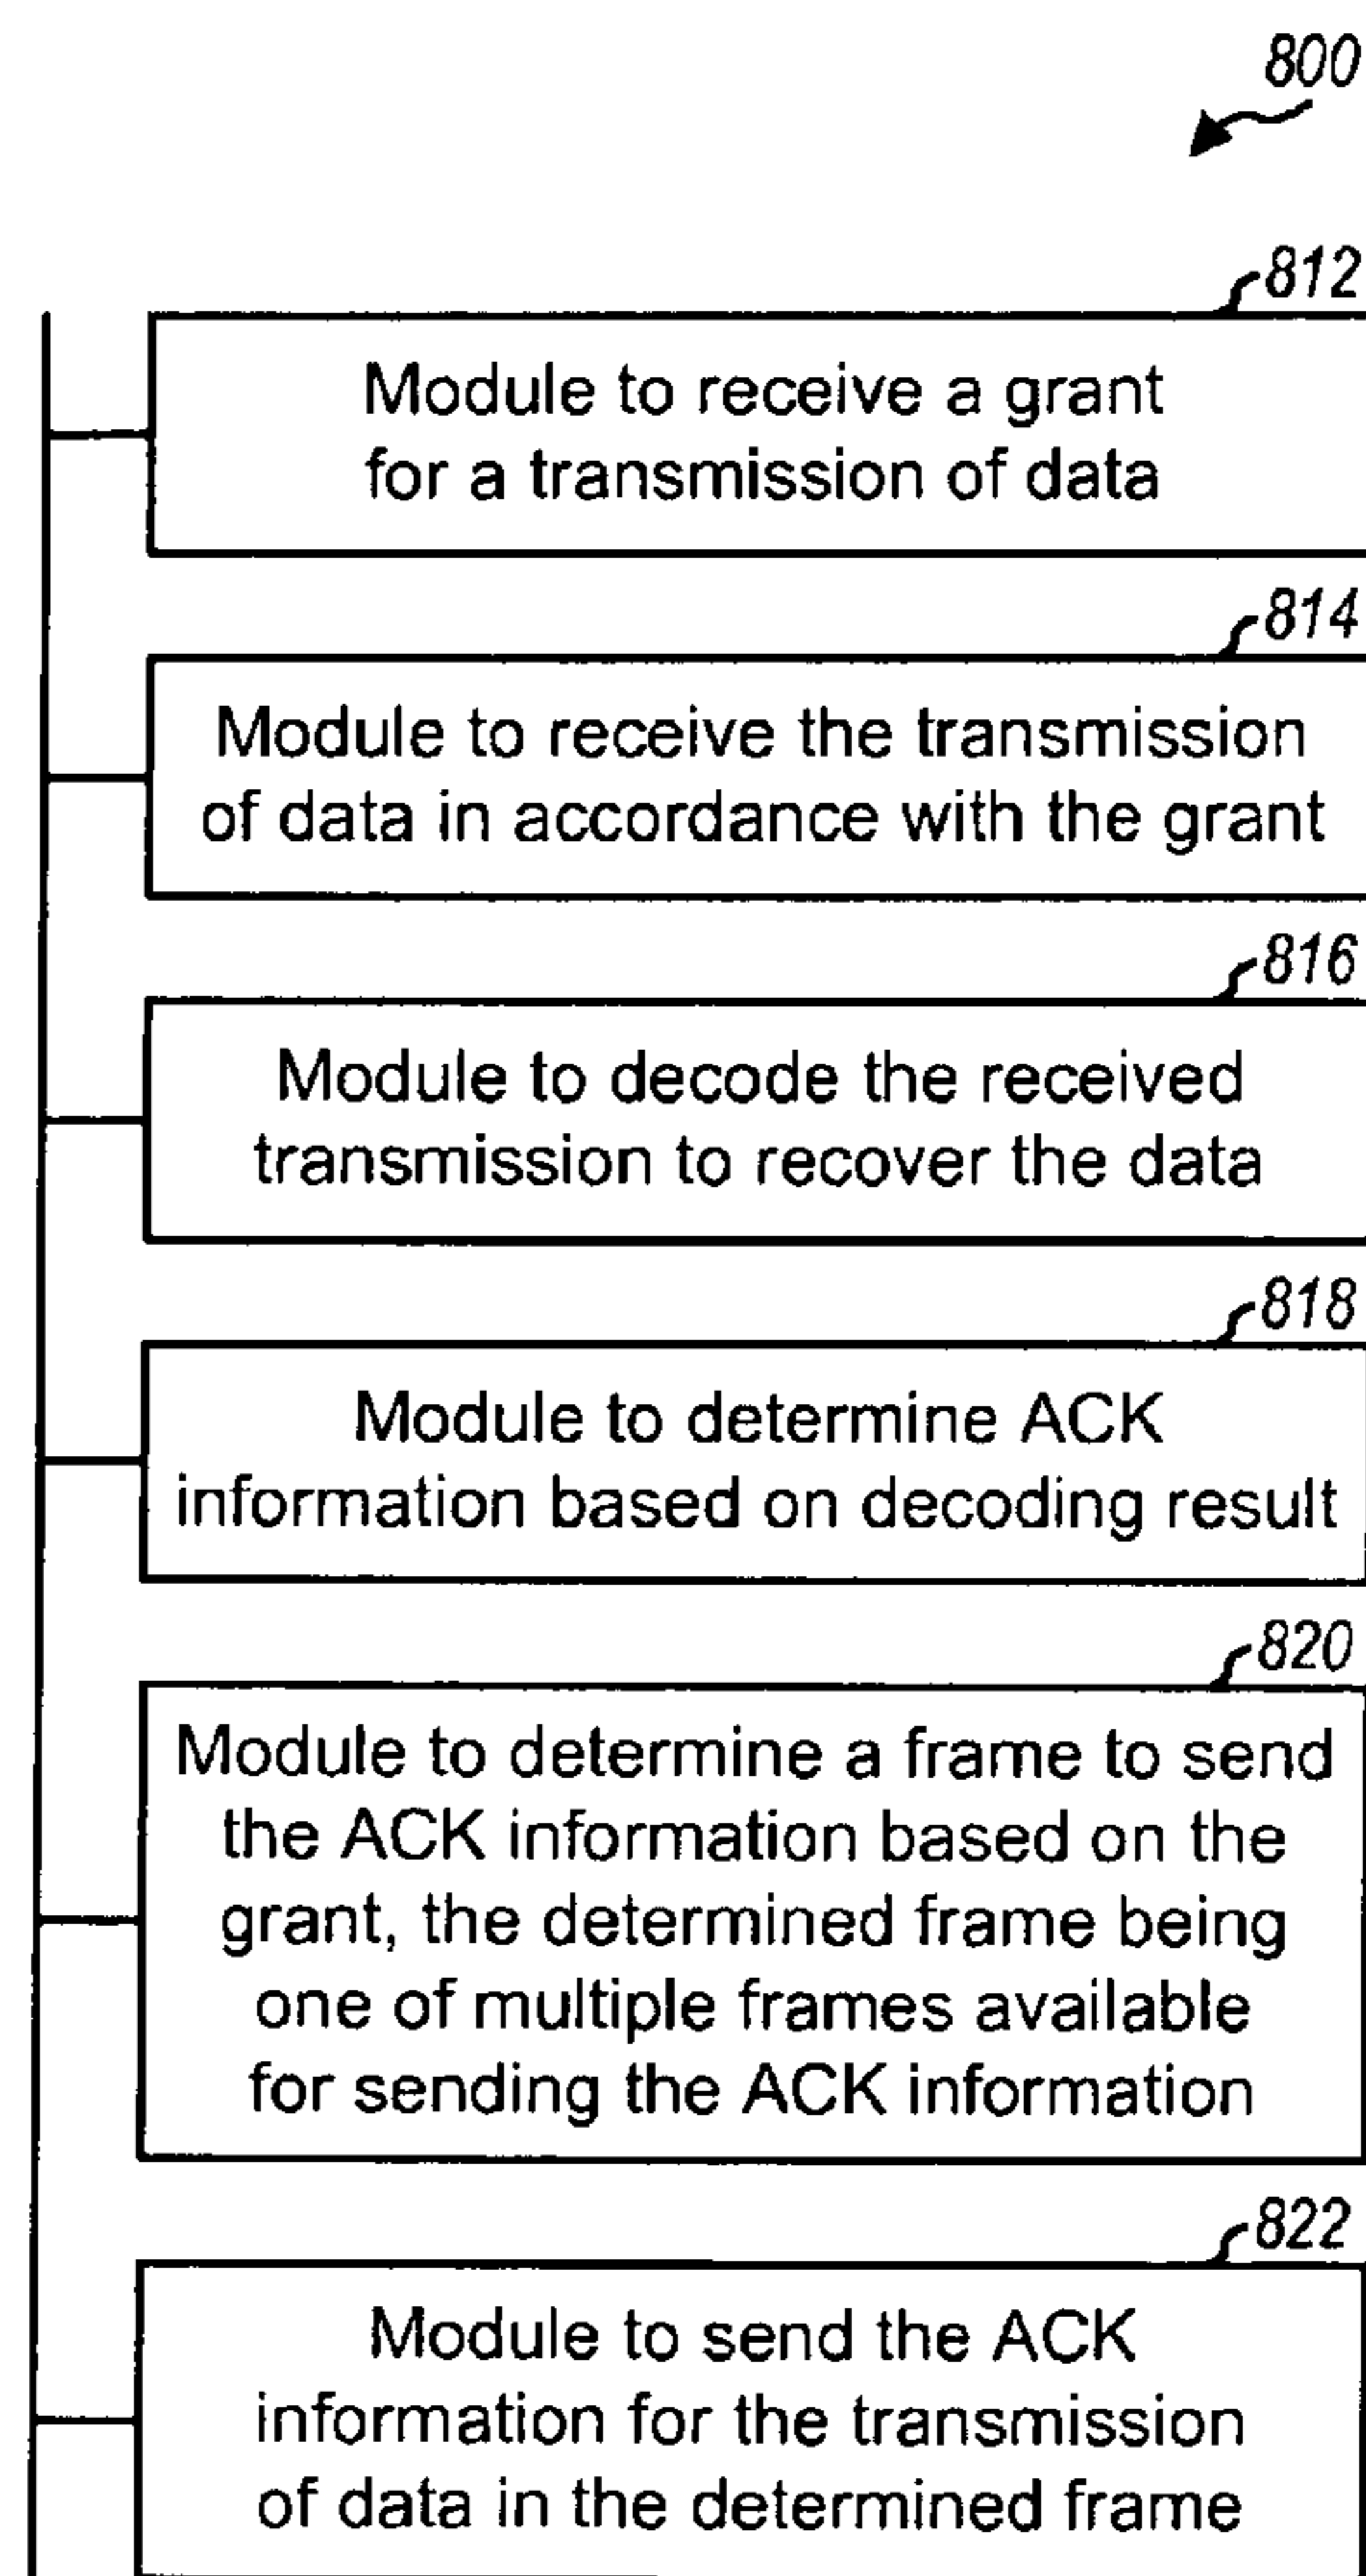 800
812
Module to receive a grant
for a transmission of data
814
Module to receive the transmission
of data in accordance with the grant
816
Module to decode the received
transmission to recover the data
818
Module to determine ACK
information based on decoding result
820
Module to determine a frame to send
the ACK information based on the
grant, the determined frame being
one of multiple frames available
for sending the ACK information
822
Module to send the ACK
information for the transmission
of data in the determined frame